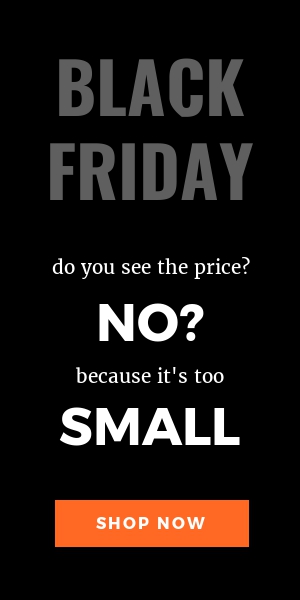 BLACK
FRIDAY
do you see the price?
NO?
because it's too
SMALL
SHOP NOW